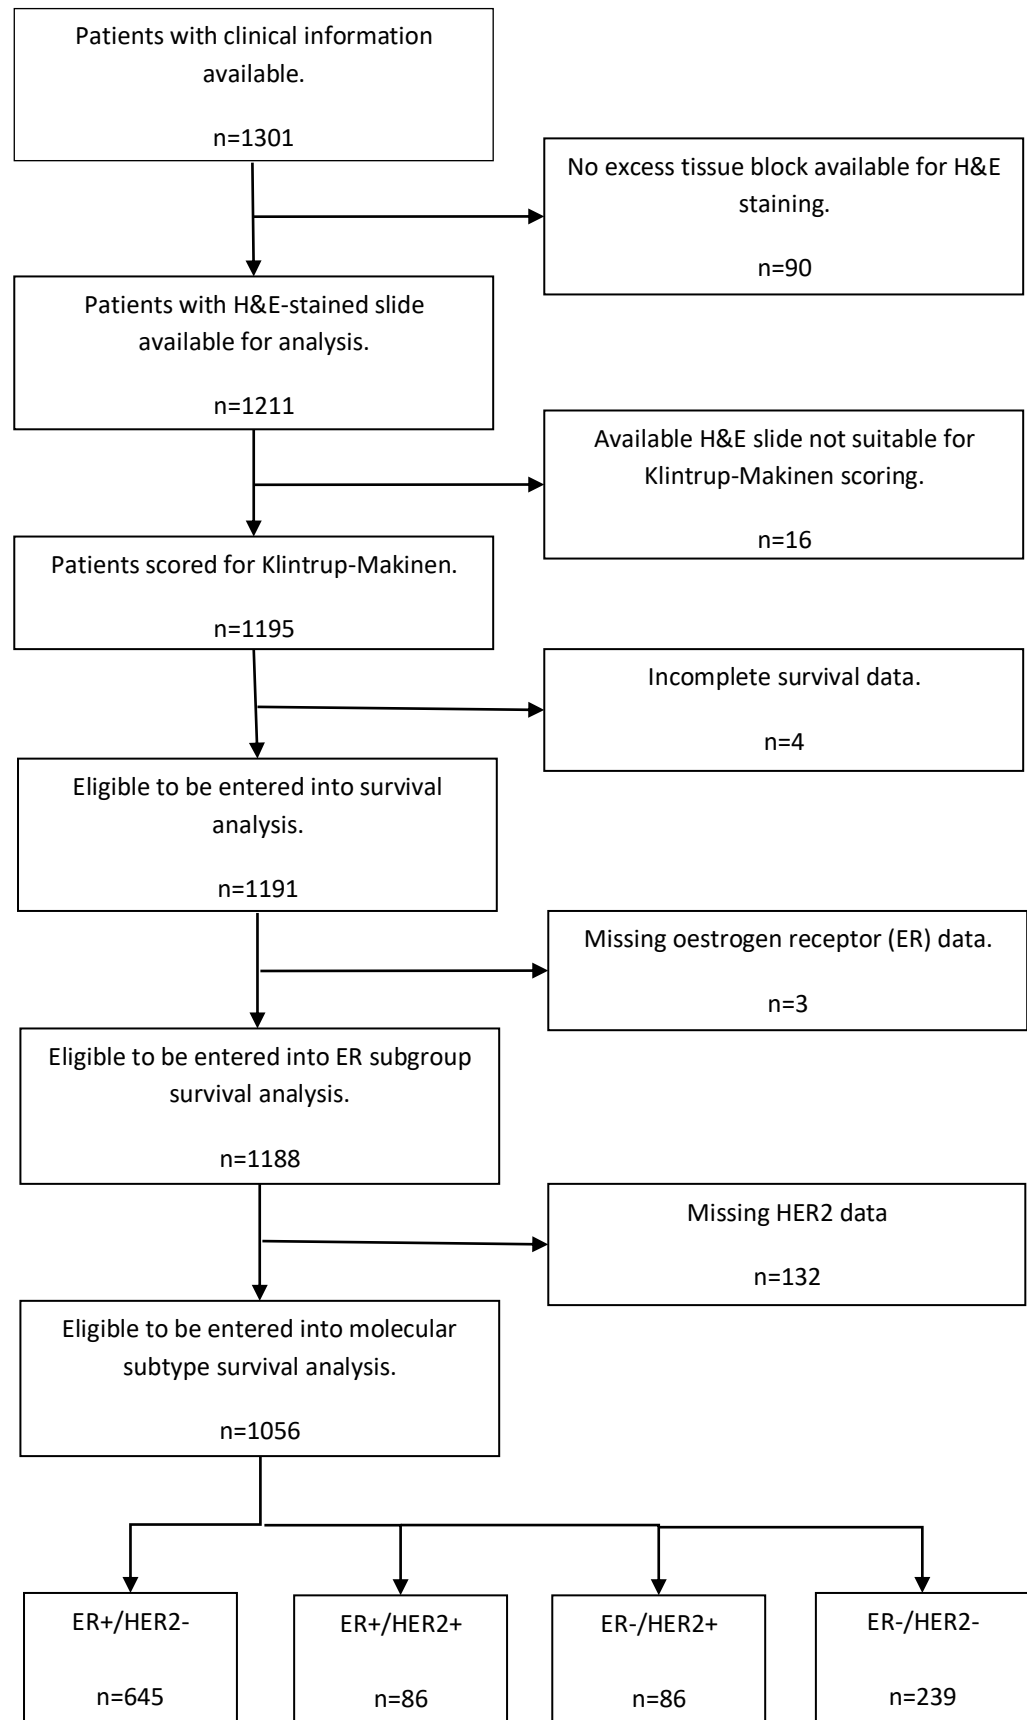 Patients with clinical information
available.
n=1301
No excess tissue block available for H&E
staining.
n=90
Patients with H&E-stained slide
available for analysis.
n=1211
Available H&E slide not suitable for
Klintrup-Makinen scoring.
n=16
Patients scored for Klintrup-Makinen.
n=1195
Incomplete survival data.
n=4
Eligible to be entered into survival
analysis.
n=1191
Missing oestrogen receptor (ER) data.
n=3
Eligible to be entered into ER subgroup
survival analysis.
n=1188
Missing HER2 data
n=132
Eligible to be entered into molecular
subtype survival analysis.
n=1056
ER+/HER2-
n=645
ER+/HER2+
n=86
ER-/HER2+
n=86
ER-/HER2-
n=239